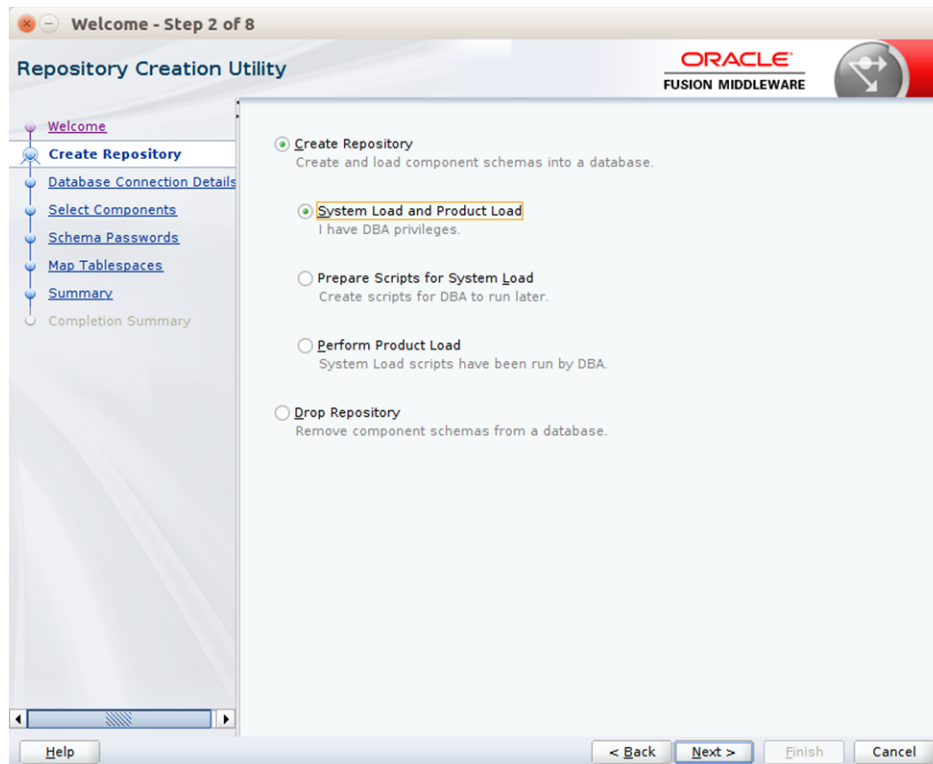 Welcome - Step 2 of 8
Repository Creation Utility
ORACLE
FUSION MIDDLEWARE
Welcome
Create Repository
Database Connection Details
Select Components
Schema Passwords
Map Tablespaces
Summary
Completion Summary
Create Repository
Create and load component schemas into a database.
System Load and Product Load
I have DBA privileges.
Prepare Scripts for System Load
Create scripts for DBA to run later.
Perform Product Load
System Load scripts have been run by DBA.
Drop Repository
Remove component schemas from a database.
Help
< Back
Next >
Finish
Cancel